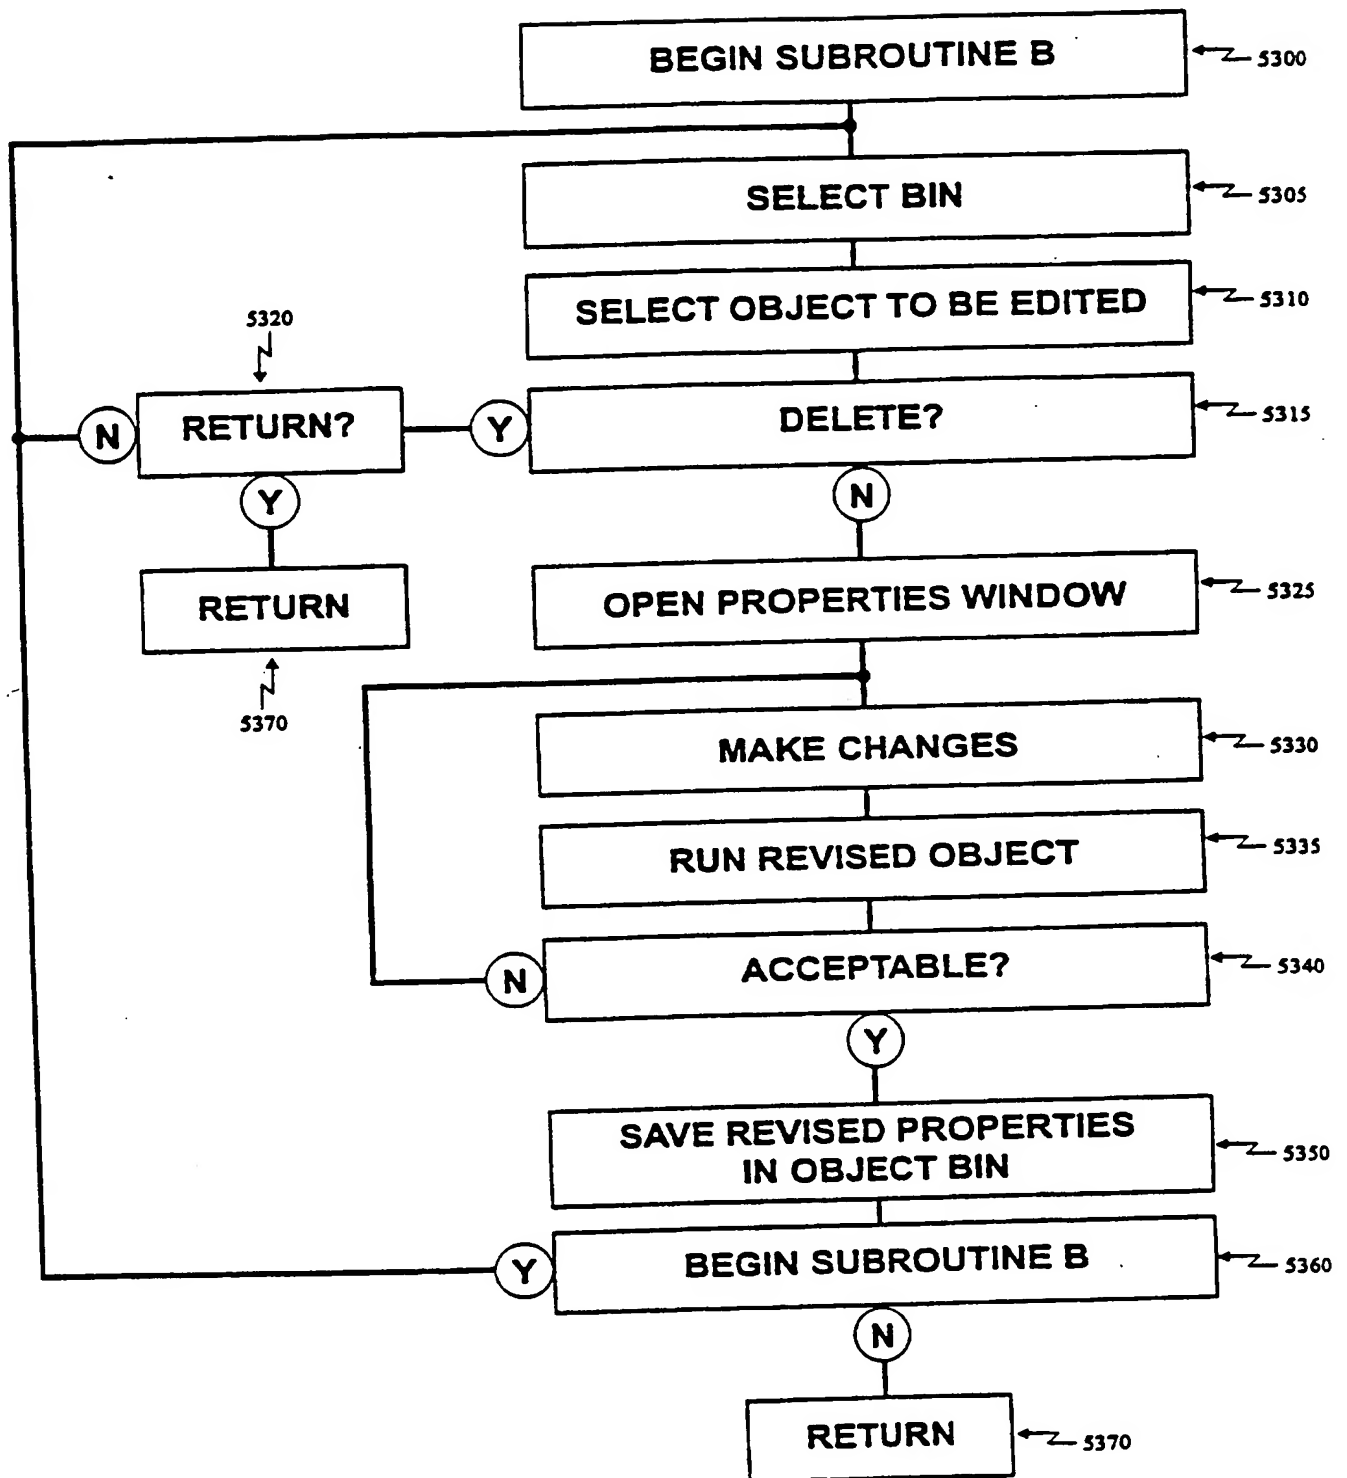 BEGIN SUBROUTINE B
5300
SELECT BIN
5305
SELECT OBJECT TO BE EDITED
5310
5320
N
RETURN?
Y
DELETE?
5315
Y
N
RETURN
OPEN PROPERTIES WINDOW
5325
5370
MAKE CHANGES
5330
RUN REVISED OBJECT
5335
N
ACCEPTABLE?
5340
Y
SAVE REVISED PROPERTIES
IN OBJECT BIN
5350
Y
BEGIN SUBROUTINE B
5360
N
RETURN
5370